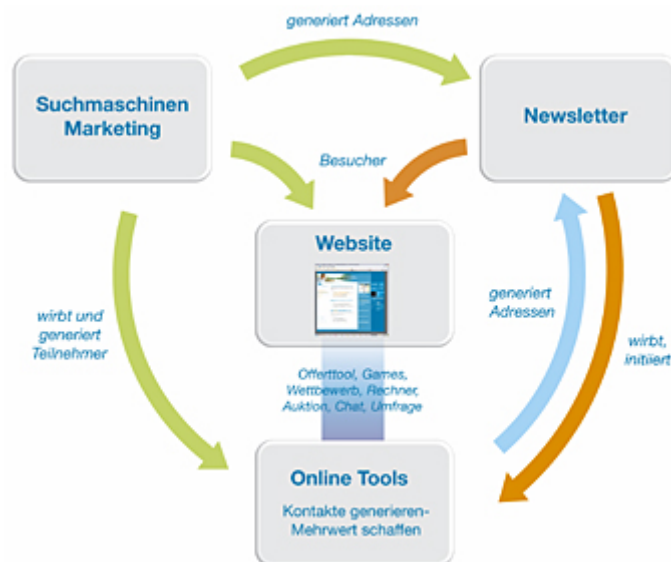 generiert Adressen
Suchmaschinen
Marketing
Newsletter
Besucher
Website
wirbt und
generiert
Teilnehmer
generiert
Adressen
wirbt,
initiiert
Offerttool, Games,
Wettbewerb, Rechner,
Auktion, Chat, Umfrage
Online Tools
Kontakte generieren-
Mehrwert schaffen